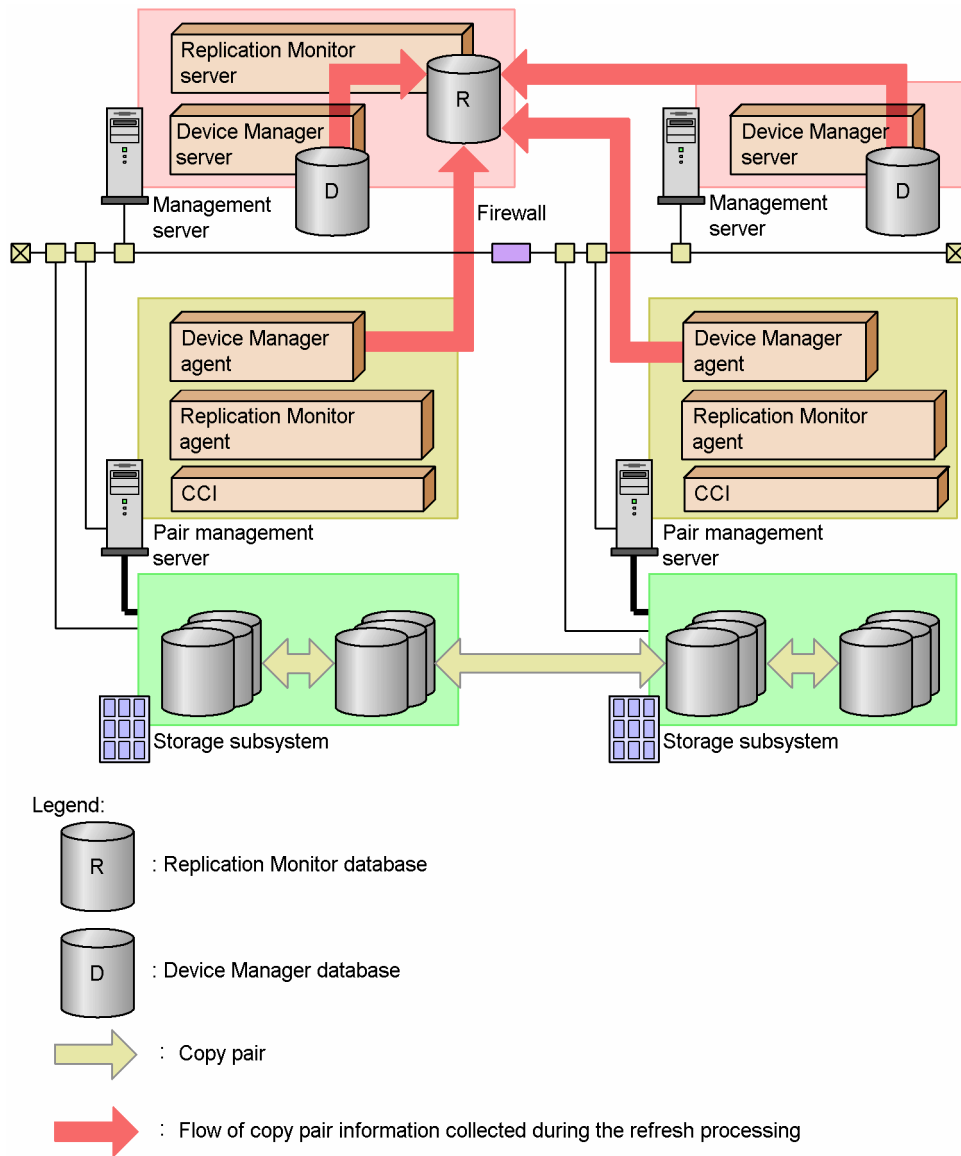 Replication Monitor
server
R
Device Manager
server
D
Management
server
Firewall
Device Manager
server
D
Management
server
Device Manager
agent
Replication Monitor
agent
CCI
Pair management
server
Device Manager
agent
Replication Monitor
agent
CCI
Pair management
server
Storage subsystem
Storage subsystem
Legend:
R
: Replication Monitor database
D
: Device Manager database
: Copy pair
: Flow of copy pair information collected during the refresh processing